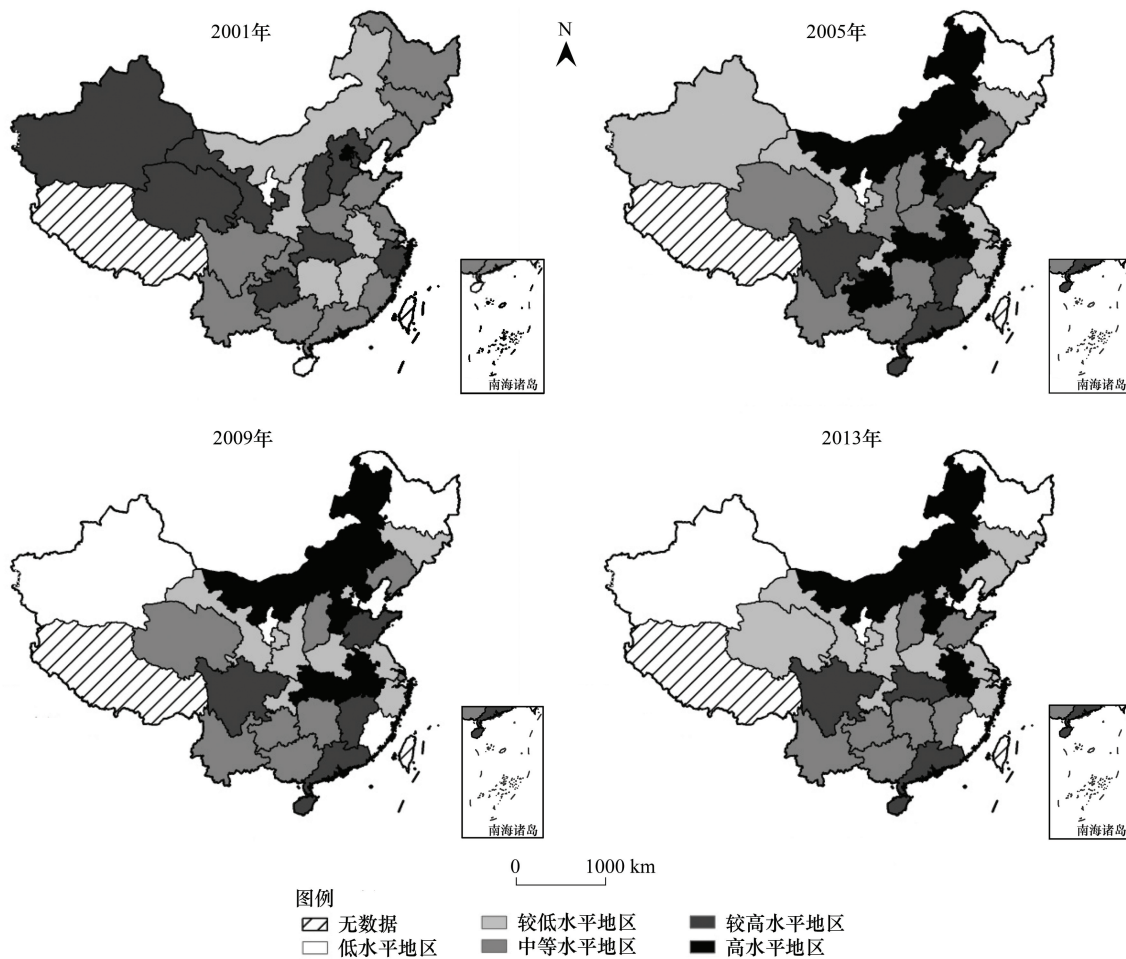 2001年
N
2005年
南海诸岛
南海诸岛
2009年
2013年
南海诸岛
南海诸岛
0 1000 km
图例
无数据
较低水平地区
较高水平地区
低水平地区
中等水平地区
高水平地区